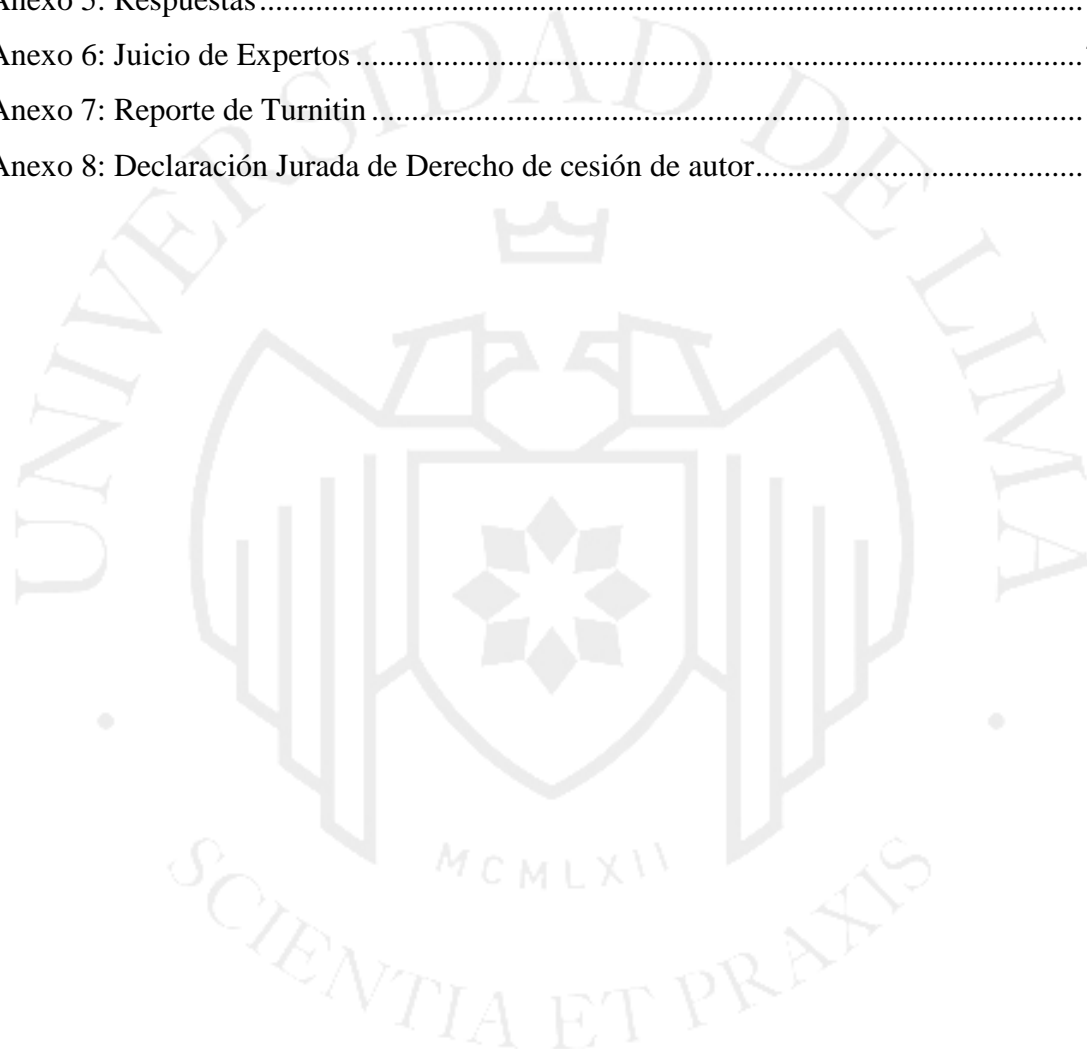 Anexo 5: Respuestas............................................................
Anexo 6: Juicio de Expertos............................................................
Anexo 7: Reporte de Turnitin............................................................
Anexo 8: Declaración Jurada de Derecho de cesión de autor............................................................
UNIVERSIDAD DE LIMA
MCMLXII
SCIENTIA ET PRAXIS